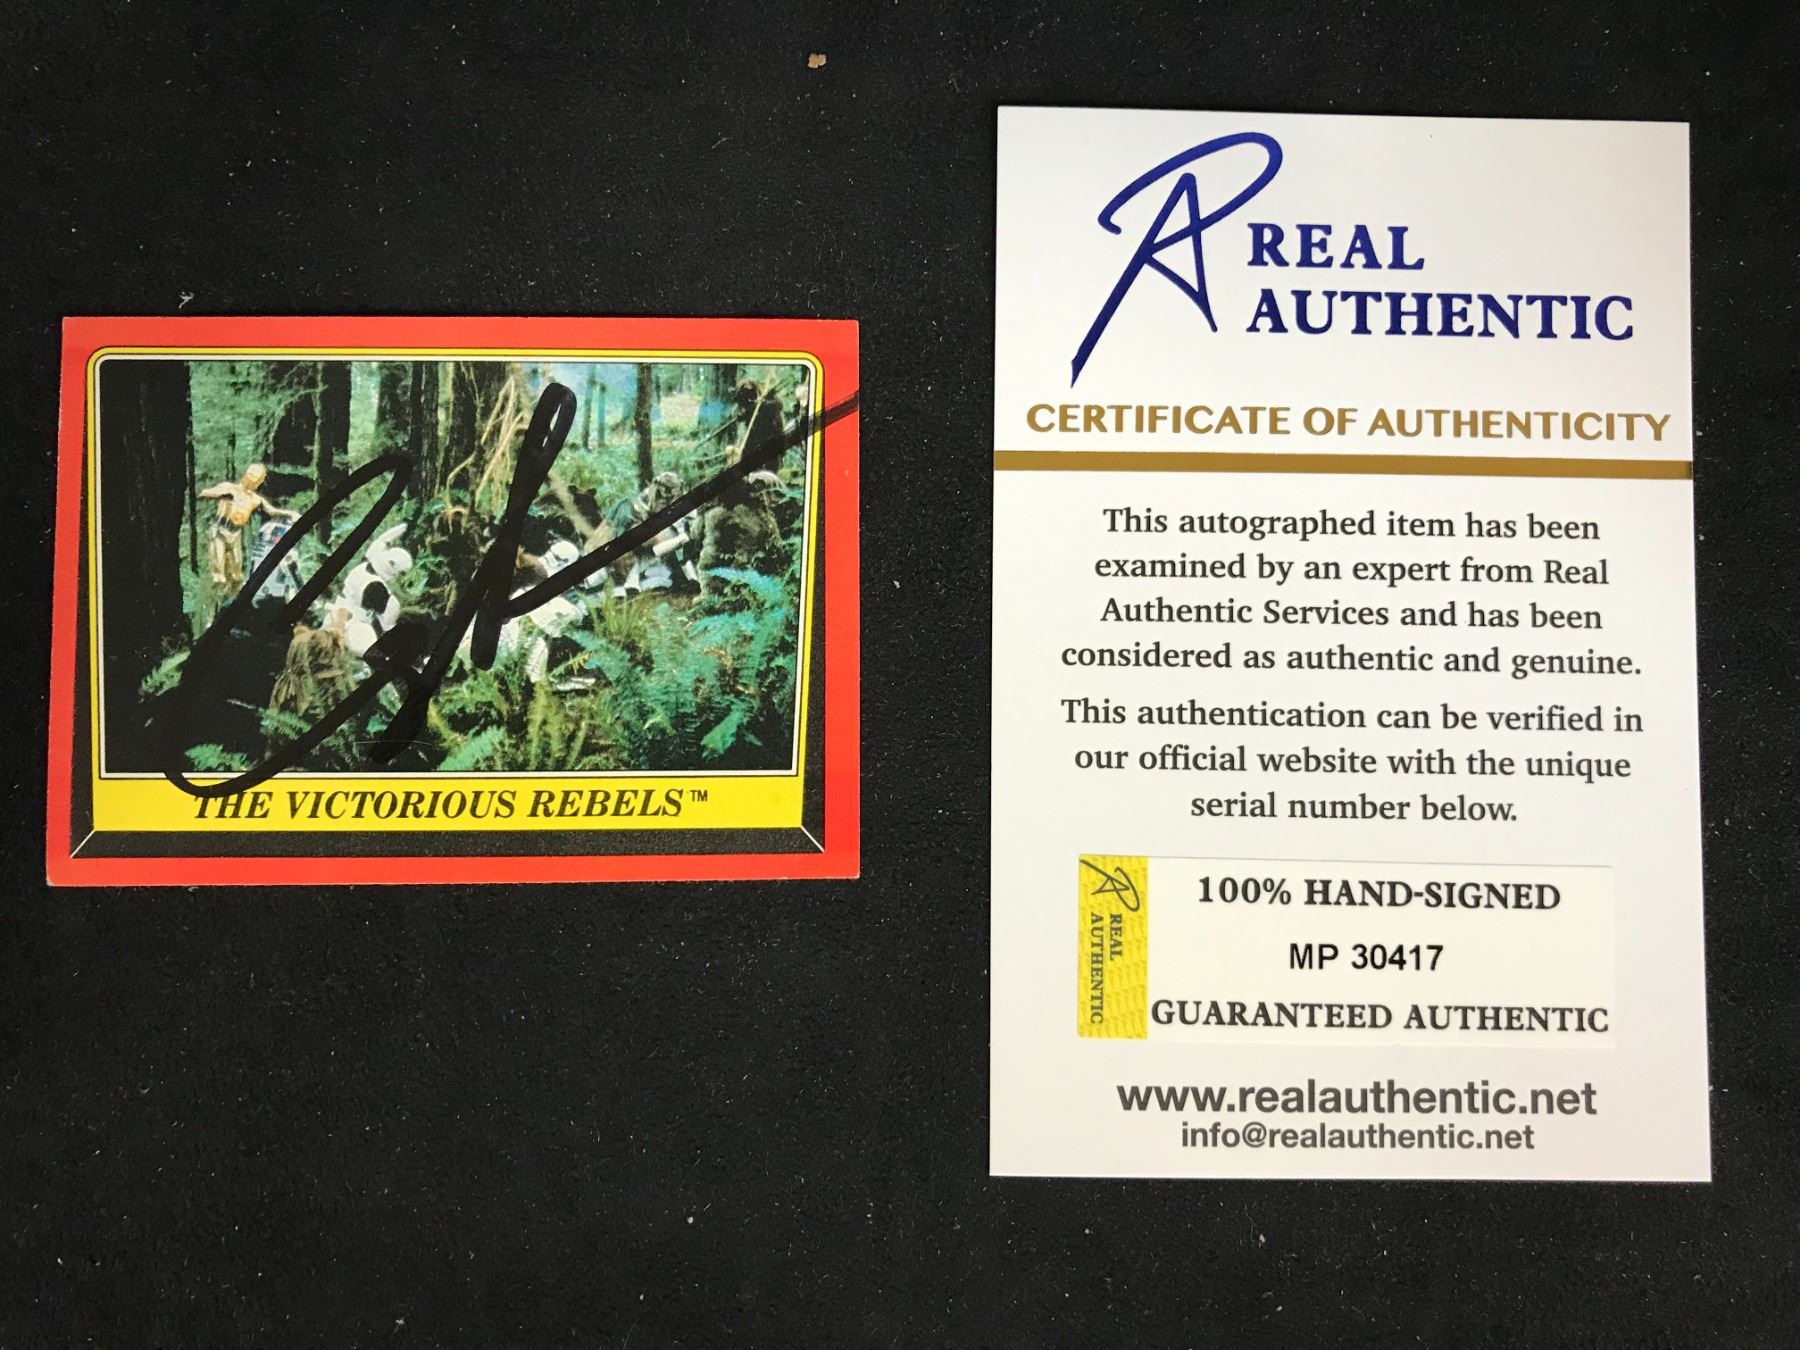 THE VICTORIOUS REBELS™
REAL
AUTHENTIC
CERTIFICATE OF AUTHENTICITY
This autographed item has been
examined by an expert from Real
Authentic Services and has been
considered as authentic and genuine.
This authentication can be verified in
our official website with the unique
serial number below.
REAL
AUTHENTIC
100% HAND-SIGNED
MP 30417
GUARANTEED AUTHENTIC
www.realauthentic.net
info@realauthentic.net